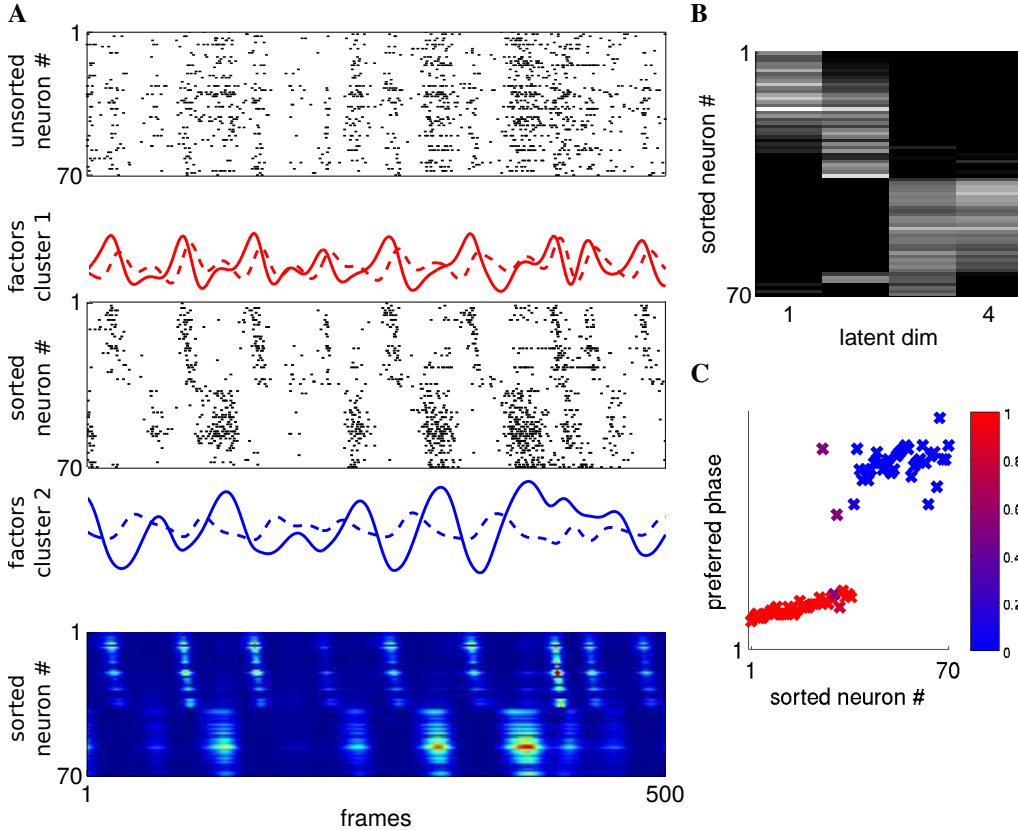 A
1
unsorted
neuron #
70
factors
cluster 1
1
sorted
neuron #
70
factors
cluster 2
1
sorted
neuron #
70
1
500
frames
B
1
sorted neuron #
70
1
4
latent dim
C
preferred phase
1
1
70
sorted neuron #
1
0.8
0.6
0.4
0.2
0